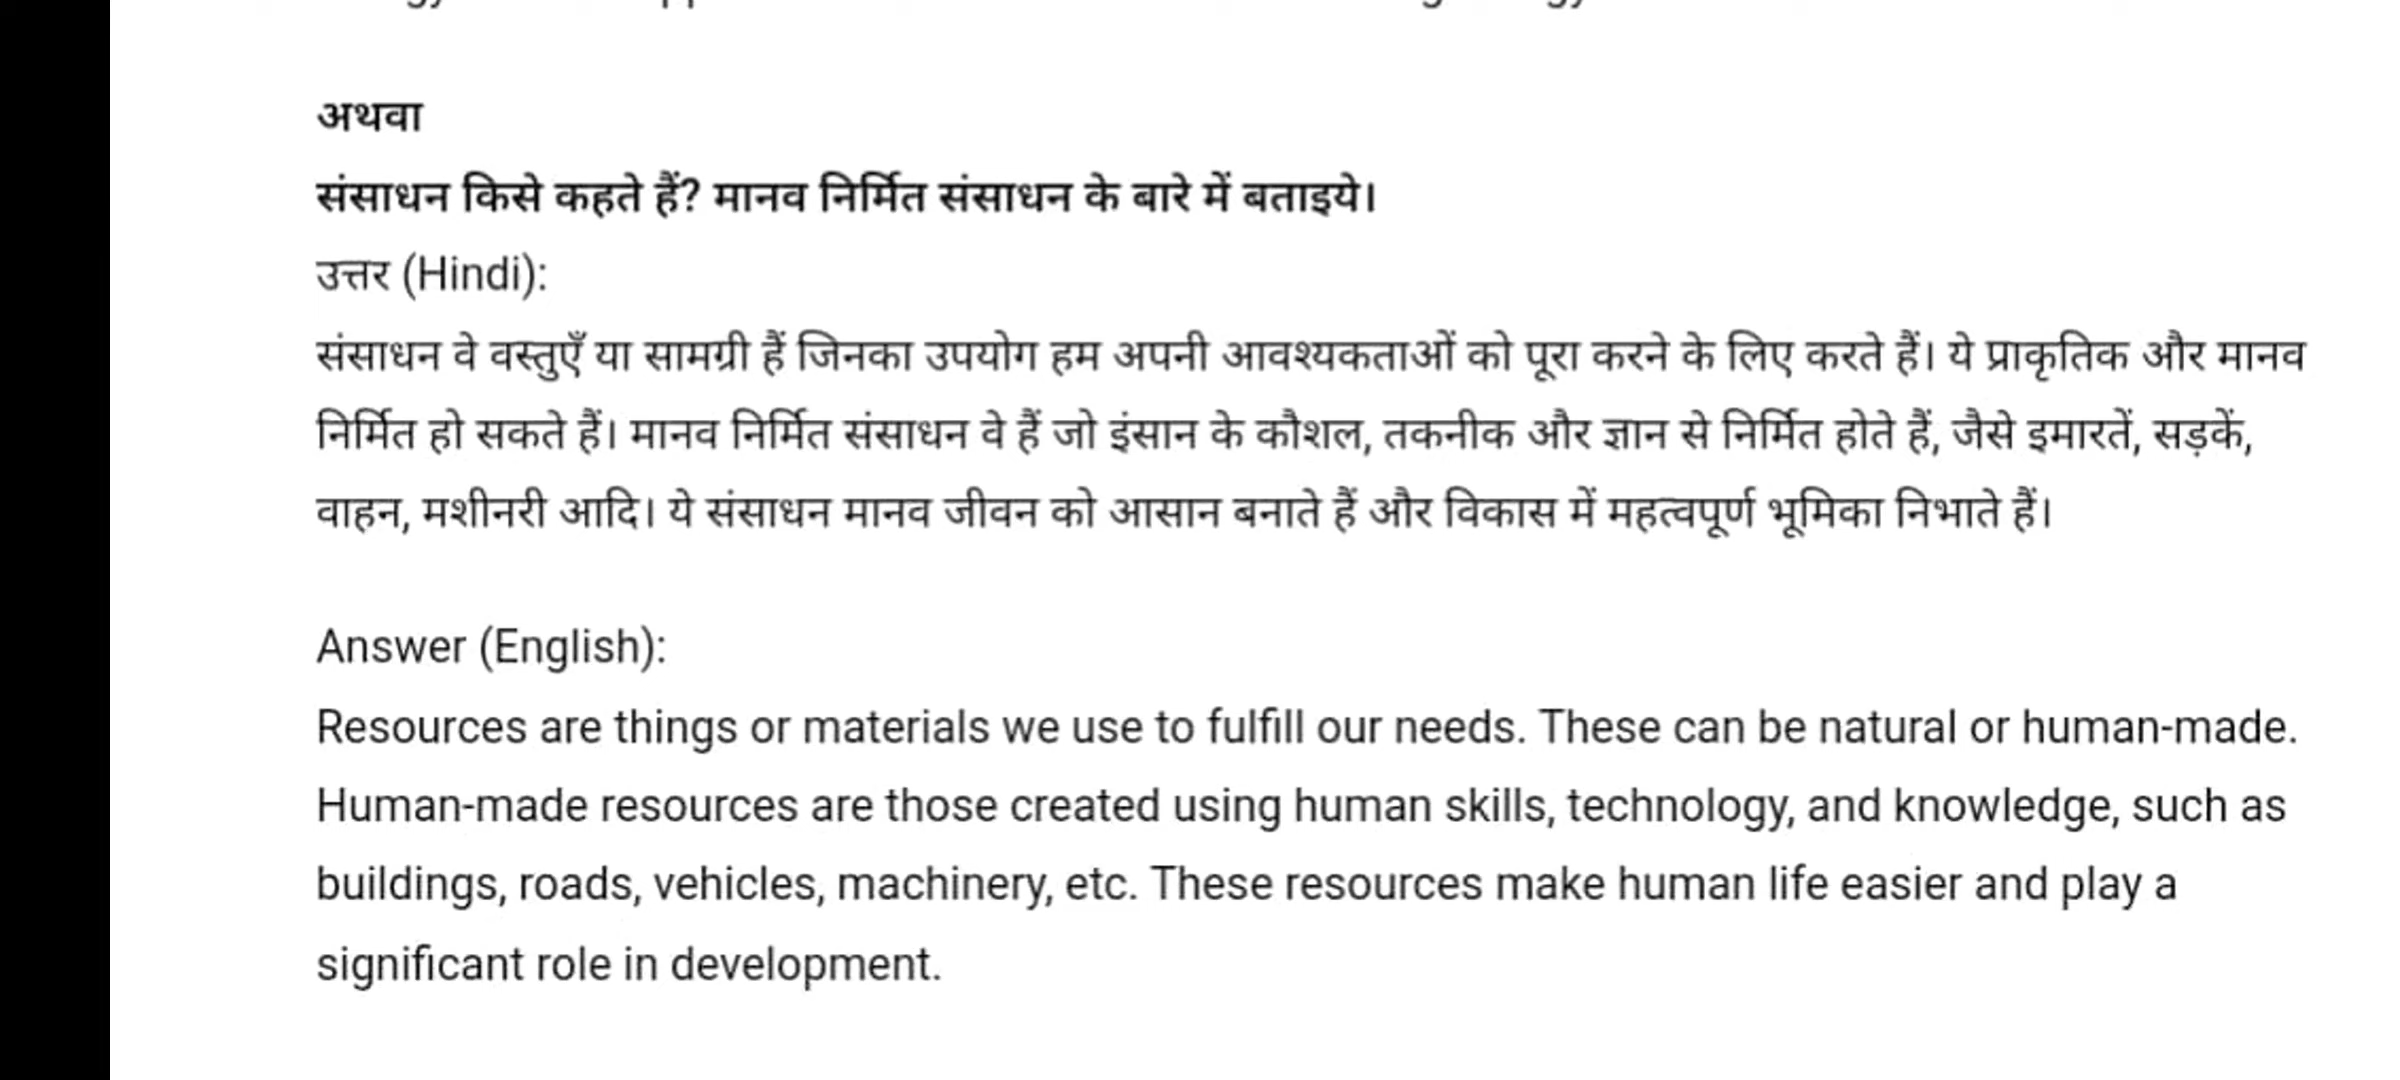 अथवा
संसाधन किसे कहते हैं? मानव निर्मित संसाधन के बारे में बताइये।
उत्तर (Hindi):
संसाधन वे वस्तुएँ या सामग्री हैं जिनका उपयोग हम अपनी आवश्यकताओं को पूरा करने के लिए करते हैं। ये प्राकृतिक और मानव
निर्मित हो सकते हैं। मानव निर्मित संसाधन वे हैं जो इंसान के कौशल, तकनीक और ज्ञान से निर्मित होते हैं, जैसे इमारतें, सड़कें,
वाहन, मशीनरी आदि। ये संसाधन मानव जीवन को आसान बनाते हैं और विकास में महत्वपूर्ण भूमिका निभाते हैं।
Answer (English):
Resources are things or materials we use to fulfill our needs. These can be natural or human-made.
Human-made resources are those created using human skills, technology, and knowledge, such as
buildings, roads, vehicles, machinery, etc. These resources make human life easier and play a
significant role in development.